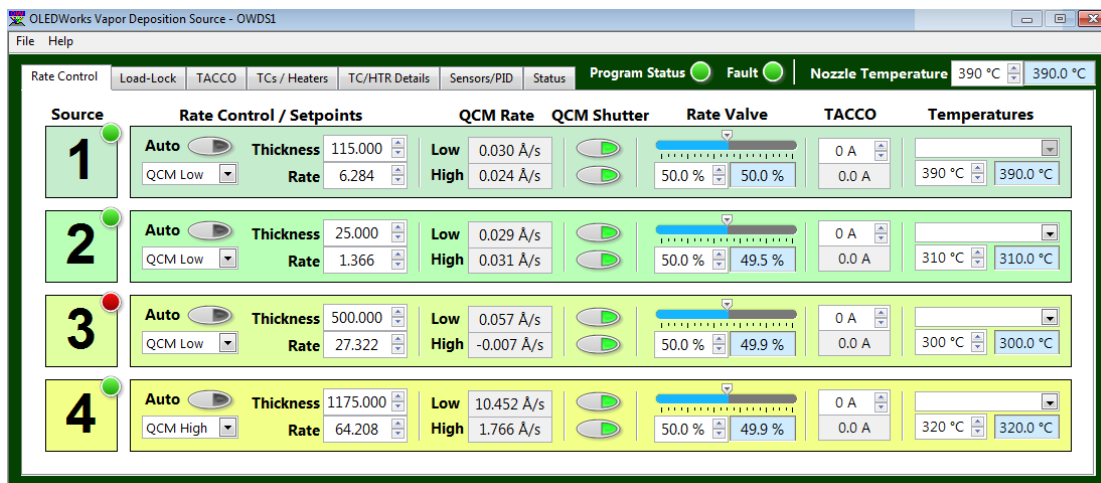 OLEDWorks Vapor Deposition Source - OWDS1
File Help
Rate Control Load-Lock TACCO TCs / Heaters TC/HTR Details Sensors/PID Status Program Status Fault Nozzle Temperature 390 °C 390.0 °C
Source Rate Control / Setpoints QCM Rate QCM Shutter Rate Valve TACCO Temperatures
1 Auto Thickness 115.000 Low 0.030 Å/s 0 A
QCM Low Rate 6.284 High 0.024 Å/s 50.0 % 50.0 % 0.0 A 390 °C 390.0 °C
2 Auto Thickness 25.000 Low 0.029 Å/s 0 A
QCM Low Rate 1.366 High 0.031 Å/s 50.0 % 49.5 % 0.0 A 310 °C 310.0 °C
3 Auto Thickness 500.000 Low 0.057 Å/s 0 A
QCM Low Rate 27.322 High -0.007 Å/s 50.0 % 49.9 % 0.0 A 300 °C 300.0 °C
4 Auto Thickness 1175.000 Low 10.452 Å/s 0 A
QCM High Rate 64.208 High 1.766 Å/s 50.0 % 49.9 % 0.0 A 320 °C 320.0 °C